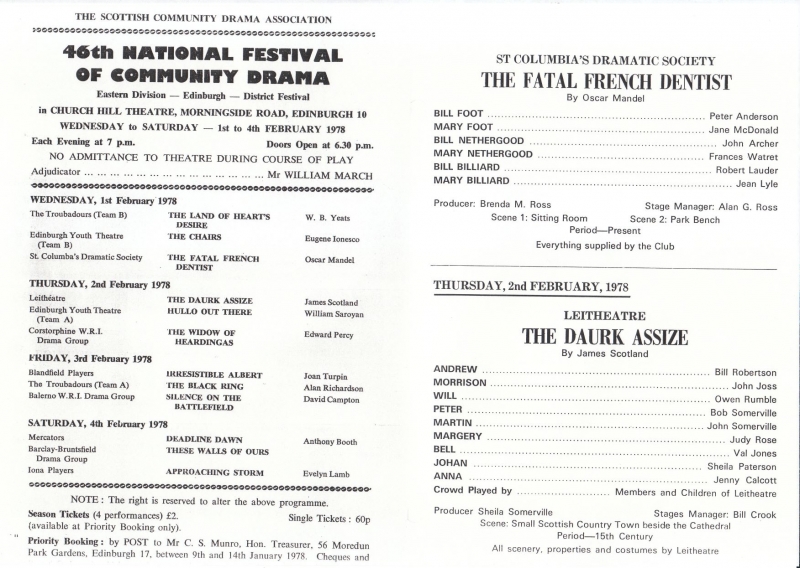 THE SCOTTISH COMMUNITY DRAMA ASSOCIATION
46th NATIONAL FESTIVAL
OF COMMUNITY DRAMA
Eastern Division — Edinburgh — District Festival
in CHURCH HILL THEATRE, MORNINGSIDE ROAD, EDINBURGH 10
WEDNESDAY to SATURDAY — 1st to 4th FEBRUARY 1978
Each Evening at 7 p.m. Doors Open at 6.30 p.m.
NO ADMITTANCE TO THEATRE DURING COURSE OF PLAY
Adjudicator ... ... ... ... ... ... ... ... ... ... ... ... ... ... Mr WILLIAM MARCH
WEDNESDAY, 1st February 1978
The Troubadours (Team B) THE LAND OF HEART'S W. B. Yeats
DESIRE
Edinburgh Youth Theatre THE CHAIRS Eugene Ionesco
(Team B)
St. Columba's Dramatic Society THE FATAL FRENCH Oscar Mandel
DENTIST
THURSDAY, 2nd February 1978
Leithéatre THE DAURK ASSIZE James Scotland
Edinburgh Youth Theatre HULLO OUT THERE William Saroyan
(Team A)
Corstorphine W.R.I. THE WIDOW OF Edward Percy
Drama Group HEARDINGAS
FRIDAY, 3rd February 1978
Blandfield Players IRRESISTIBLE ALBERT Joan Turpin
The Troubadours (Team A) THE BLACK RING Alan Richardson
Balerno W.R.I. Drama Group SILENCE ON THE David Campton
BATTLEFIELD
SATURDAY, 4th February 1978
Mercators DEADLINE DAWN Anthony Booth
Barclay-Bruntsfield THESE WALLS OF OURS
Drama Group
Iona Players APPROACHING STORM Evelyn Lamb
NOTE : The right is reserved to alter the above programme.
Season Tickets (4 performances) £2. Single Tickets : 60p
(available at Priority Booking only).
Priority Booking : by POST to Mr C. S. Munro, Hon. Treasurer, 56 Moredun
Park Gardens, Edinburgh 17, between 9th and 14th January 1978. Cheques and
ST COLUMBIA'S DRAMATIC SOCIETY
THE FATAL FRENCH DENTIST
By Oscar Mandel
BILL FOOT ........ Peter Anderson
MARY FOOT ........ Jane McDonald
BILL NETHERGOOD ........ John Archer
MARY NETHERGOOD ........ Frances Watret
BILL BILLIARD ........ Robert Lauder
MARY BILLIARD ........ Jean Lyle
Producer: Brenda M. Ross Stage Manager: Alan G. Ross
Scene 1: Sitting Room Scene 2: Park Bench
Period—Present
Everything supplied by the Club
THURSDAY, 2nd FEBRUARY, 1978
LEITHEATRE
THE DAURK ASSIZE
By James Scotland
ANDREW ........ Bill Robertson
MORRISON ........ John Joss
WILL ........ Owen Rumble
PETER ........ Bob Somerville
MARTIN ........ John Somerville
MARGERY ........ Judy Rose
BELL ........ Val Jones
JOHAN ........ Sheila Paterson
ANNA ........ Jenny Calcott
Crowd Played by ........ Members and Children of Leitheatre
Producer Sheila Somerville Stages Manager: Bill Crook
Scene: Small Scottish Country Town beside the Cathedral
Period—15th Century
All scenery, properties and costumes by Leitheatre